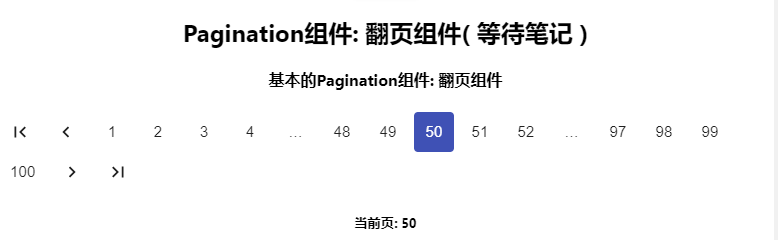 Pagination组件: 翻页组件( 等待笔记 )
基本的Pagination组件: 翻页组件
1 2 3 4 ... 48 49 50 51 52 ... 97 98 99
100
当前页: 50